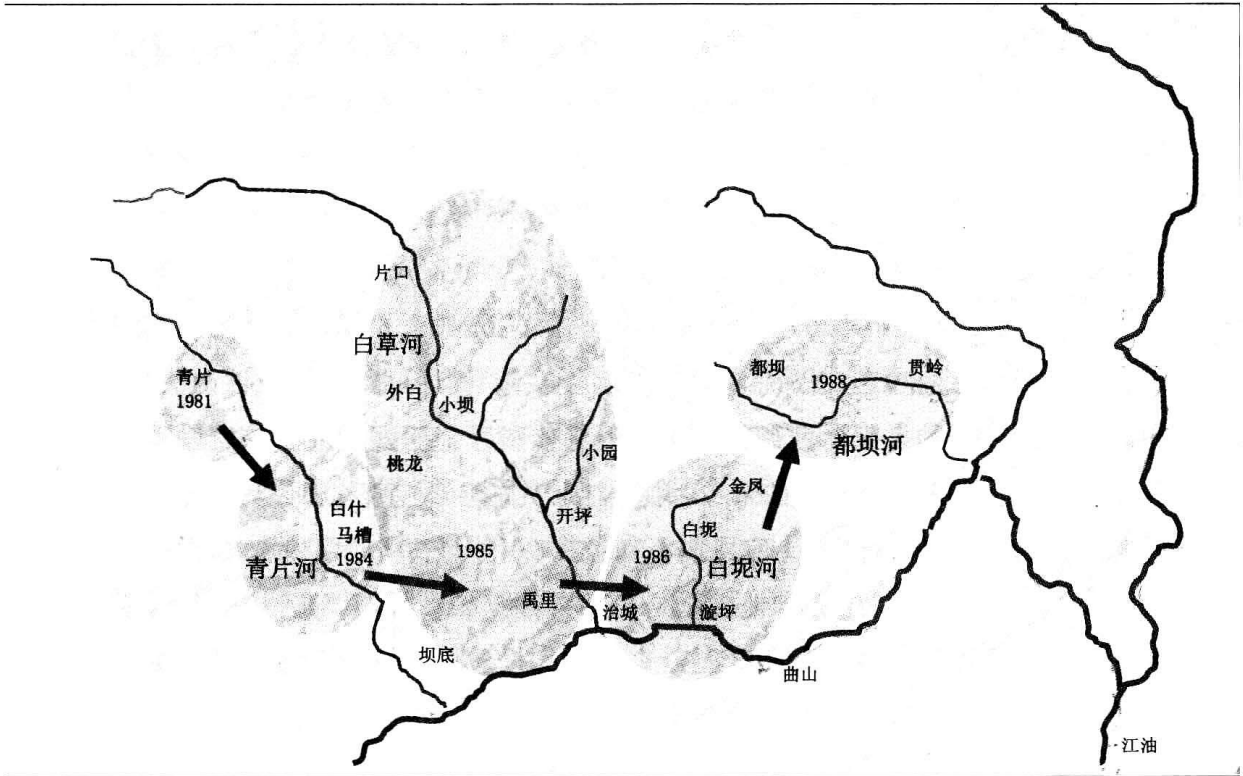 片口
白草河
青片
1981
外白
小坝
都坝
1988
贯岭
都坝河
桃龙
小园
金凤
白什
马槽
1984
青片河
开坪
1985
1986
白坭
白坭河
禹里
治城
漩坪
坝底
曲山
江油